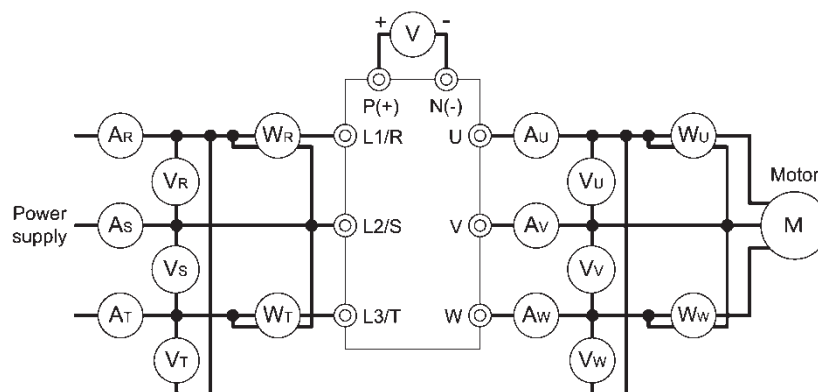 + V -
P(+) N(-)
AR WR L1/R U AU WU
VR VU Motor
Power supply AS L2/S V AV M
VS VV
AT WT L3/T W AW WW
VT VW